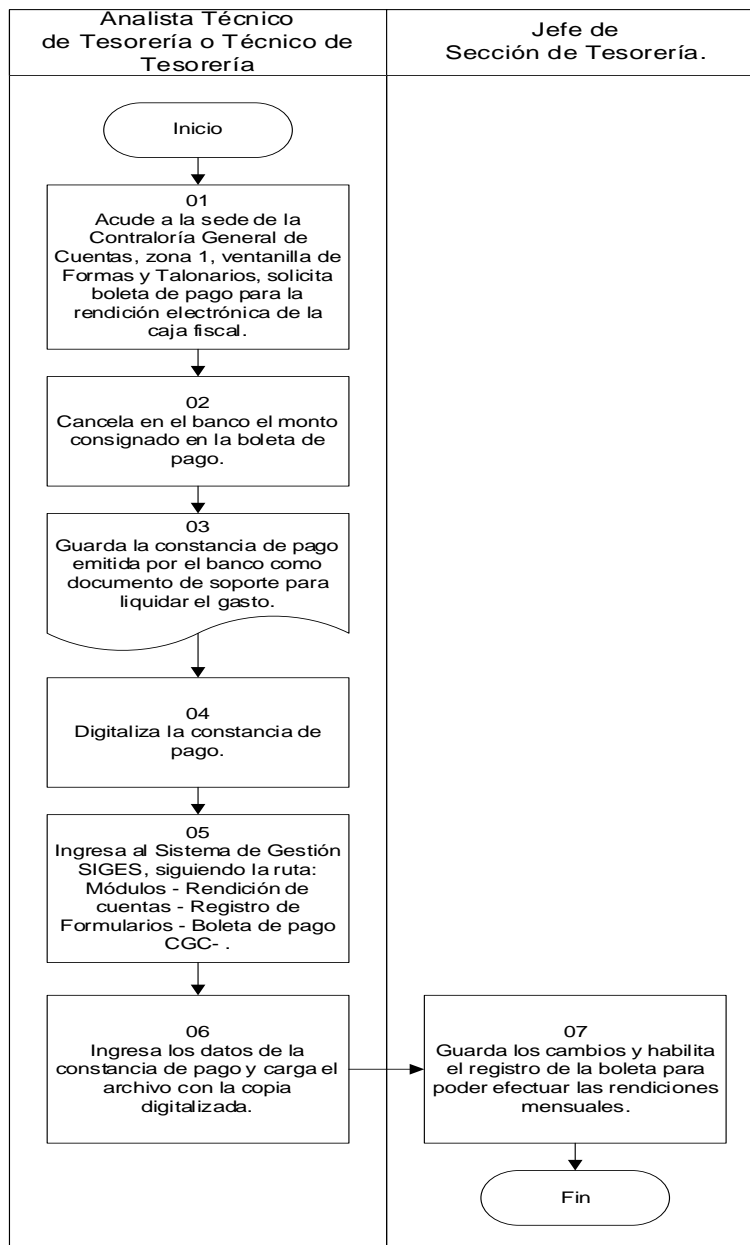 Analista Técnico
de Tesorería o Técnico de
Tesorería
Jefe de
Sección de Tesorería.
Inicio
01
Acude a la sede de la
Contraloría General de
Cuentas, zona 1, ventanilla de
Formas y Talonarios, solicita
boleta de pago para la
rendición electrónica de la
caja fiscal.
02
Cancela en el banco el monto
consignado en la boleta de
pago.
03
Guarda la constancia de pago
emitida por el banco como
documento de soporte para
liquidar el gasto.
04
Digitaliza la constancia de
pago.
05
Ingresa al Sistema de Gestión
SIGES, siguiendo la ruta:
Módulos - Rendición de
cuentas - Registro de
Formularios - Boleta de pago
CGC- .
06
Ingresa los datos de la
constancia de pago y carga el
archivo con la copia
digitalizada.
07
Guarda los cambios y habilita
el registro de la boleta para
poder efectuar las rendiciones
mensuales.
Fin